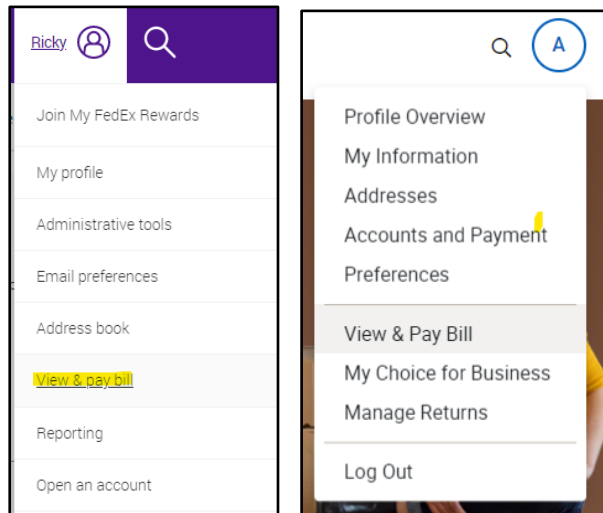 Ricky
Join My FedEx Rewards
My profile
Administrative tools
Email preferences
Address book
View & pay bill
Reporting
Open an account
A
Profile Overview
My Information
Addresses
Accounts and Payment
Preferences
View & Pay Bill
My Choice for Business
Manage Returns
Log Out